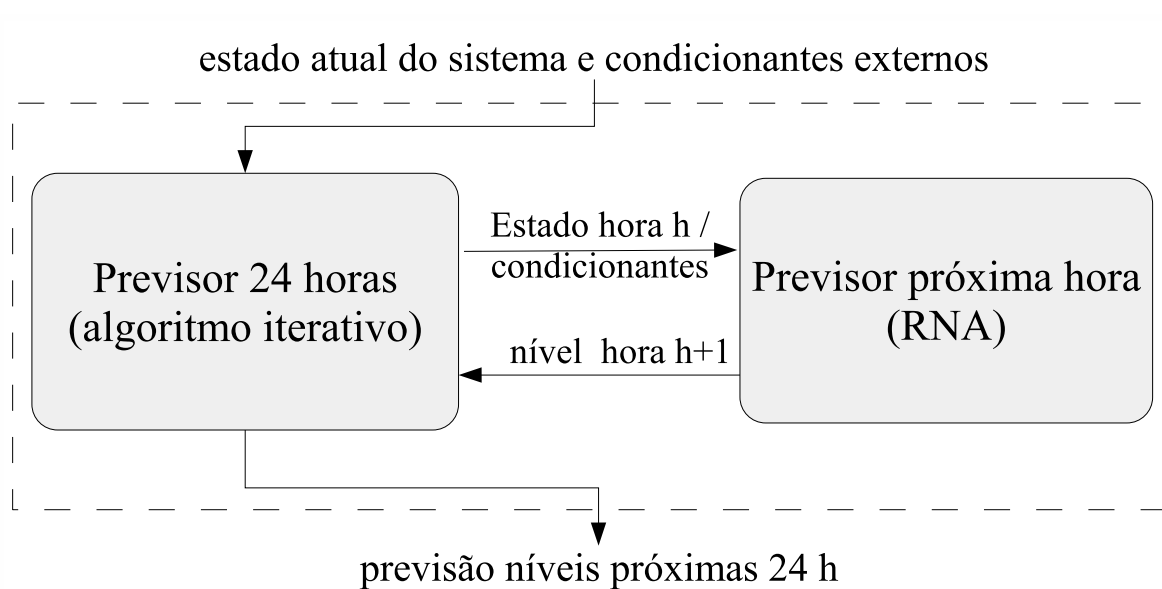 estado atual do sistema e condicionantes externos
Previsor 24 horas
(algoritmo iterativo)
Estado hora h /
condicionantes
nível hora h+1
Previsor próxima hora
(RNA)
previsão níveis próximas 24 h